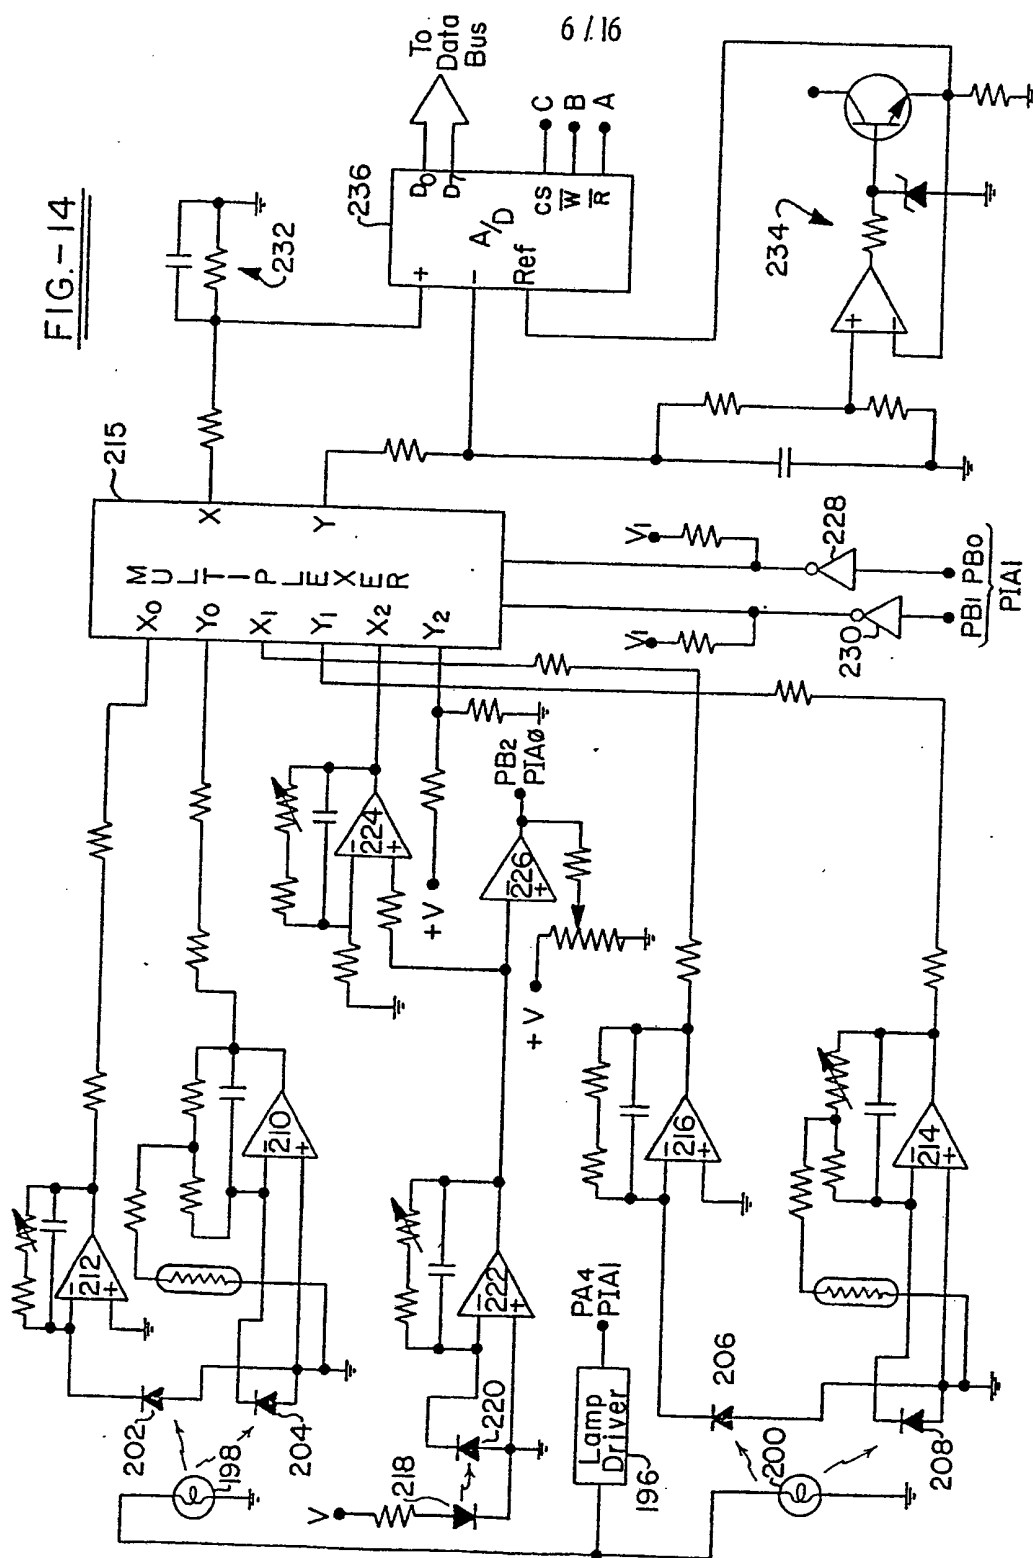 FIG.-14
6/16
215
MULTIPLEXER
X0
Y0
X1
Y1
X2
Y2
X
Y
232
236
A/D
+
−
Ref
D0
D7
CS
W
R
To
Data
Bus
C
B
A
234
+
−
V1
V1
228
230
PB1 PB0
PIA1
−
212
+
−
210
+
202
204
198
−
224
+
+V
PB2
PIAØ
−
226
+
+V
−
222
+
220
218
V
PA4
PIA1
Lamp
Driver
196
−
216
+
−
214
+
206
208
200